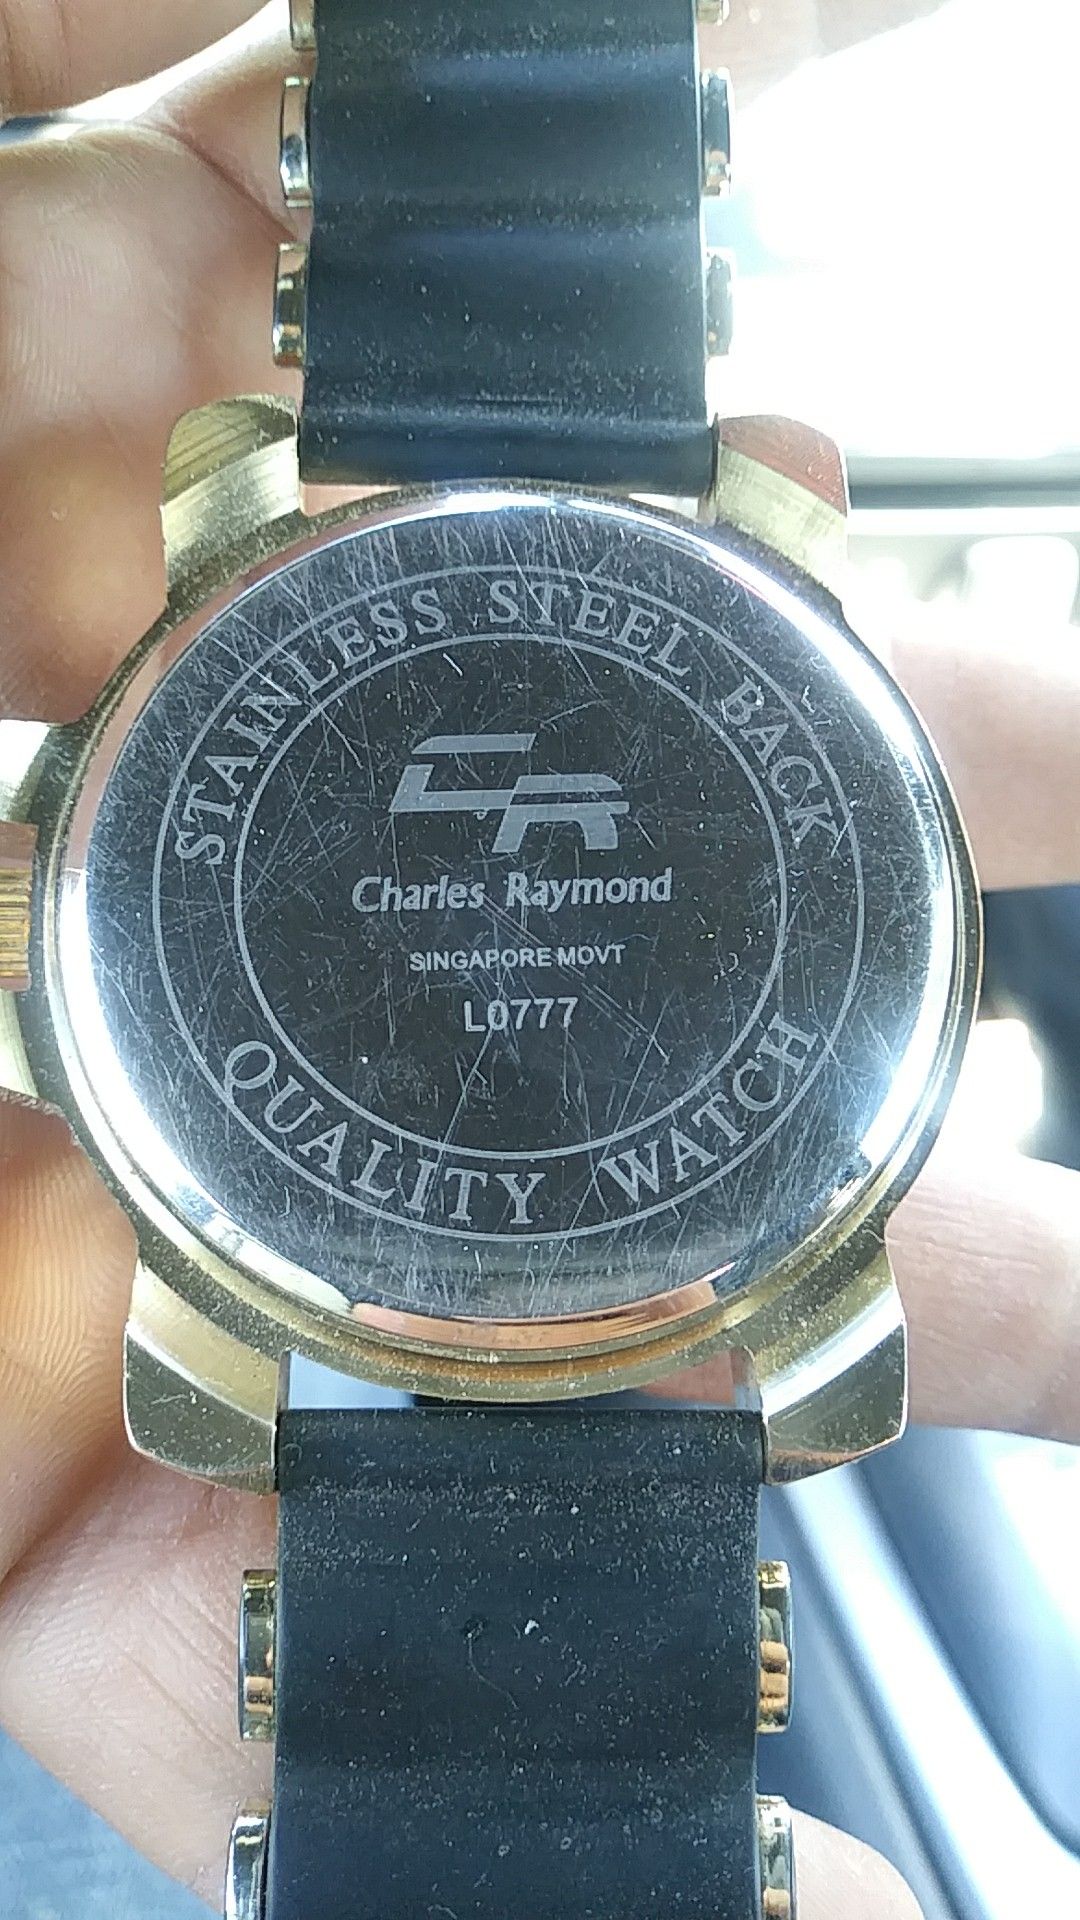 STAINLESS STEEL BACK
CR
Charles Raymond
SINGAPORE MOVT
L0777
QUALITY WATCH